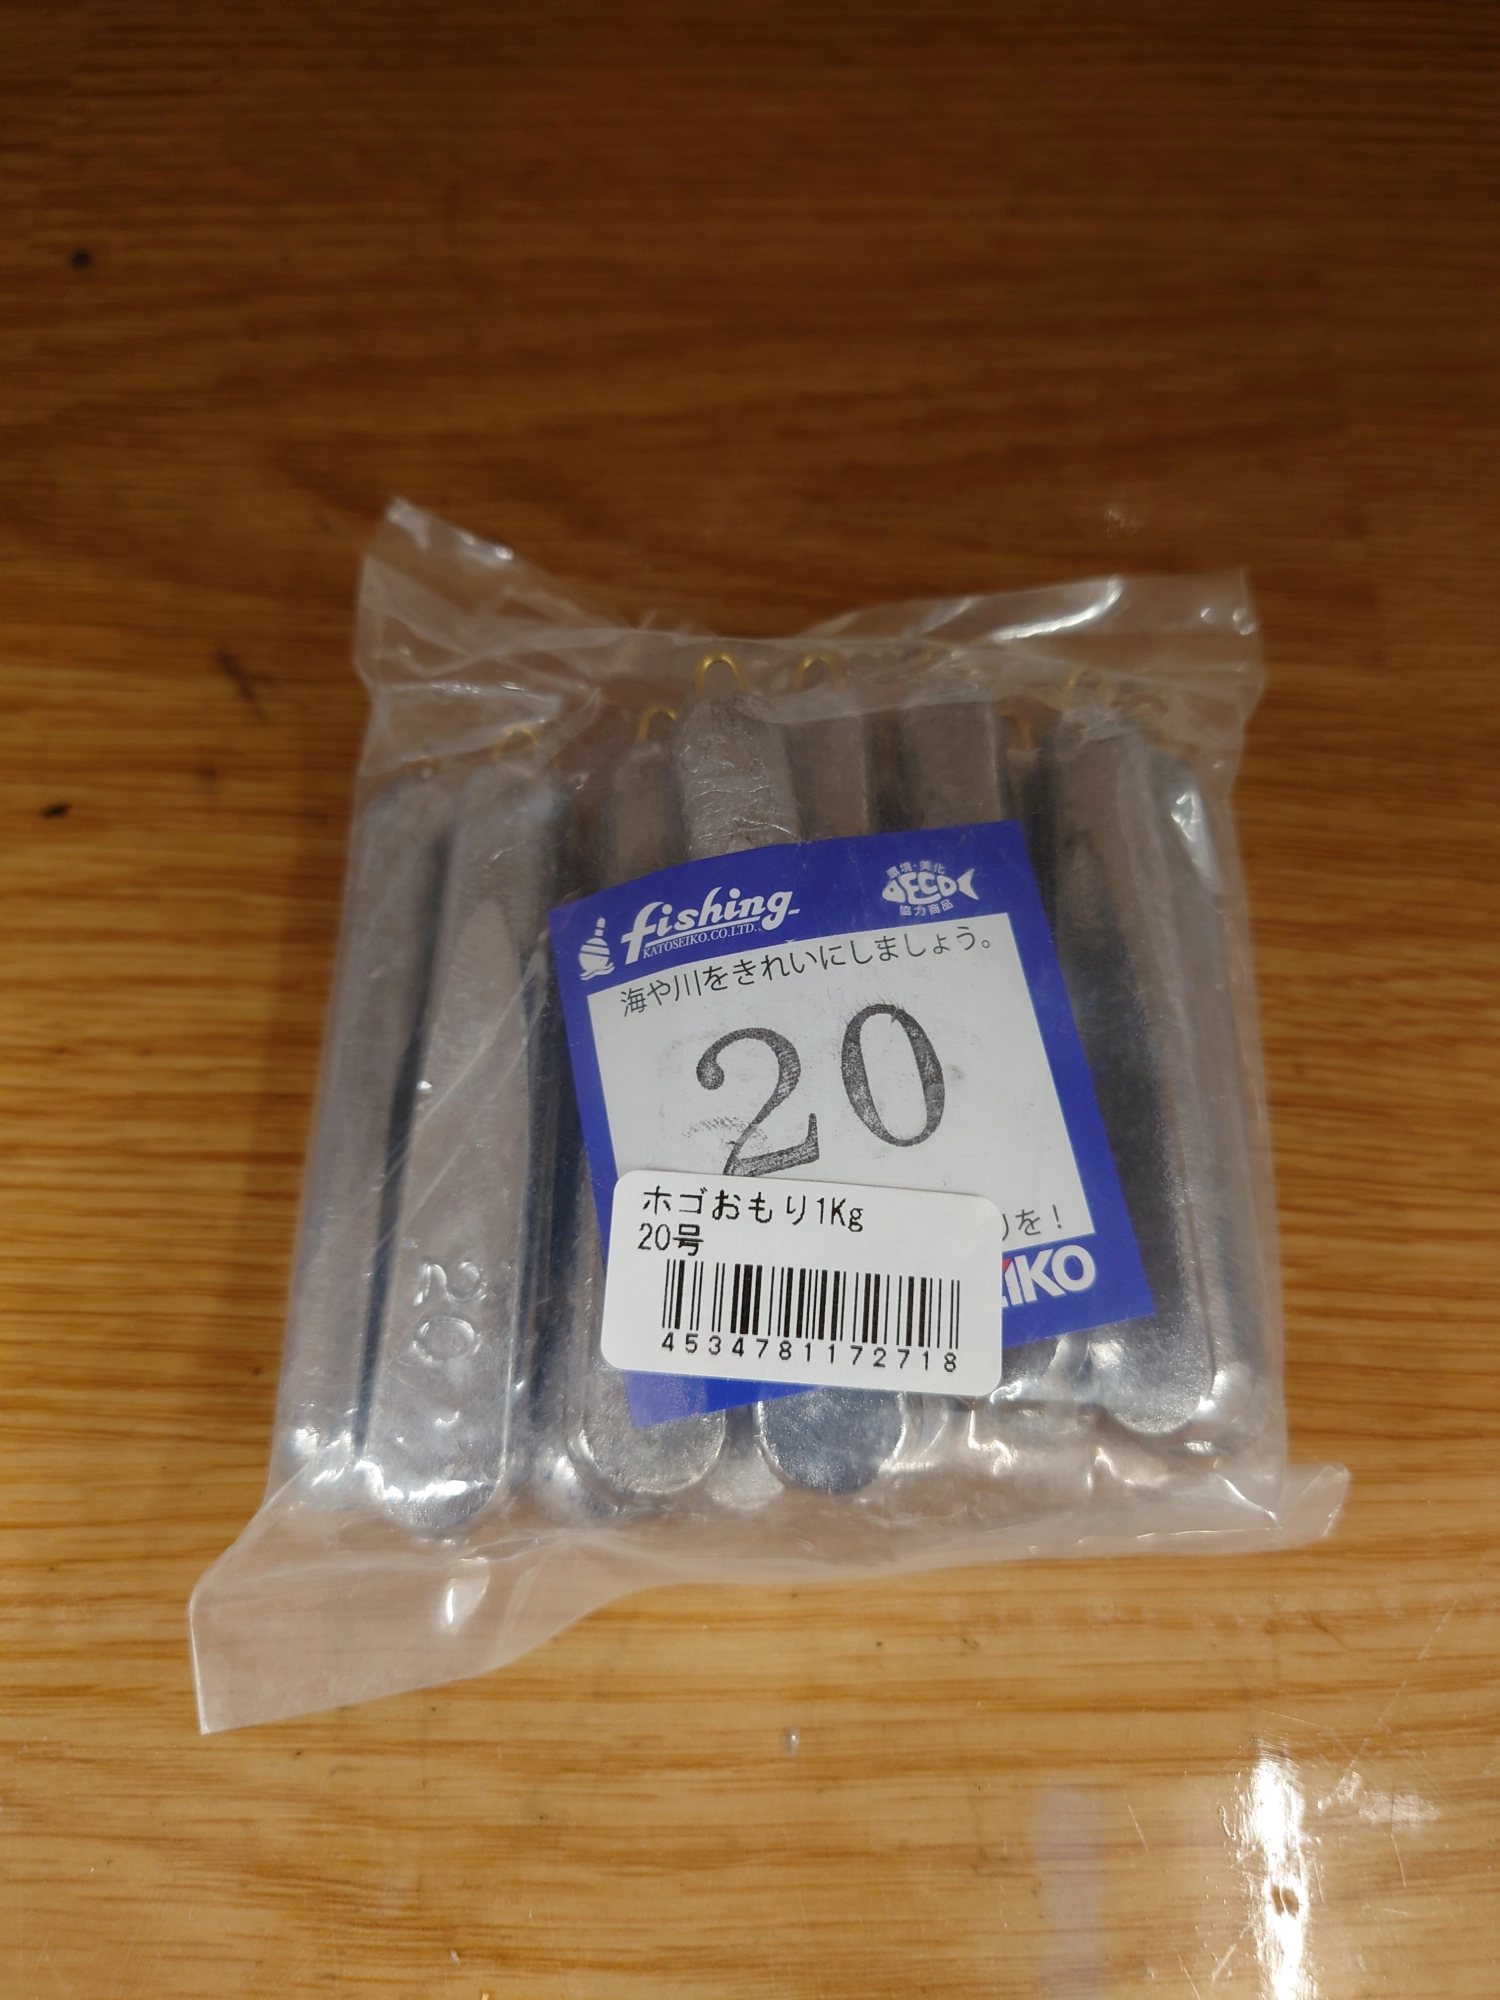 fishing
KATOSEIKO.CO.LTD.
環境・美化
ECO
協力商品
海や川をきれいにしましょう。
20
を！
IKO
ホゴおもり1Kg
20号
4534781172718
20